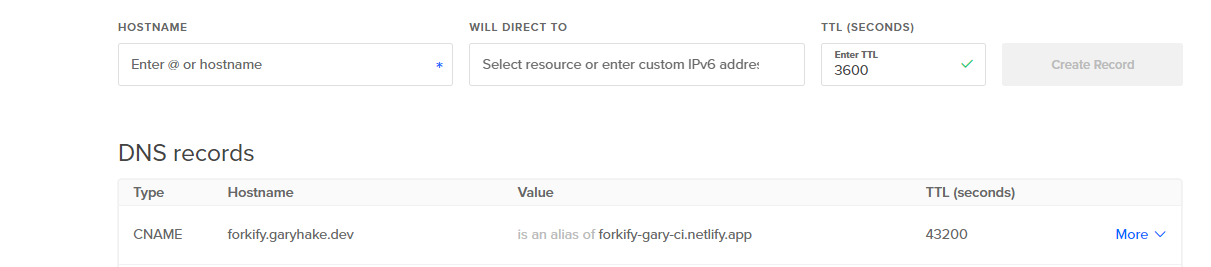 HOSTNAME WILL DIRECT TO TTL (SECONDS)
Enter @ or hostname * Select resource or enter custom IPv6 addres Enter TTL 3600 Create Record
DNS records
Type Hostname Value TTL (seconds)
CNAME forkify.garyhake.dev is an alias of forkify-gary-ci.netlify.app 43200 More